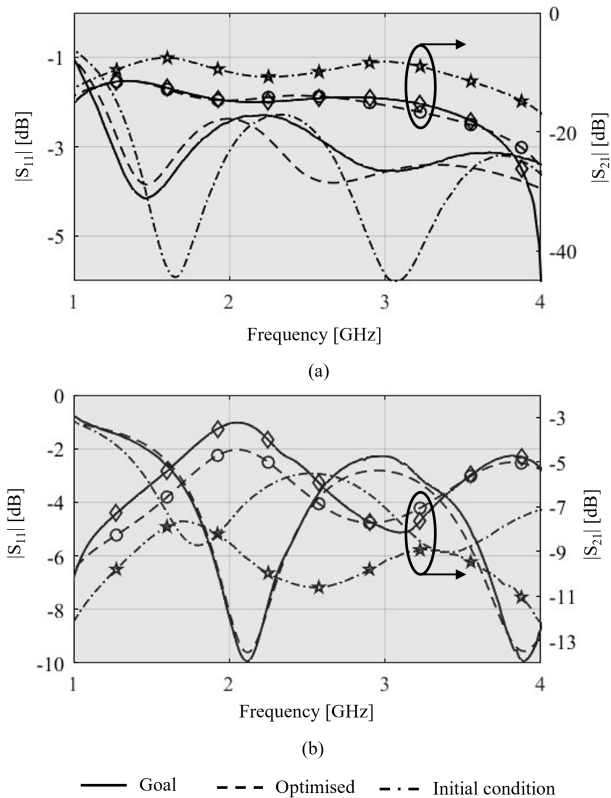 0
-1
-3
-5
-20
-40
|S11| [dB]
|S21| [dB]
1 2 3 4
Frequency [GHz]
(a)
0
-2
-4
-6
-8
-10
-3
-5
-7
-9
-11
-13
|S11| [dB]
|S21| [dB]
1 2 3 4
Frequency [GHz]
(b)
Goal Optimised Initial condition